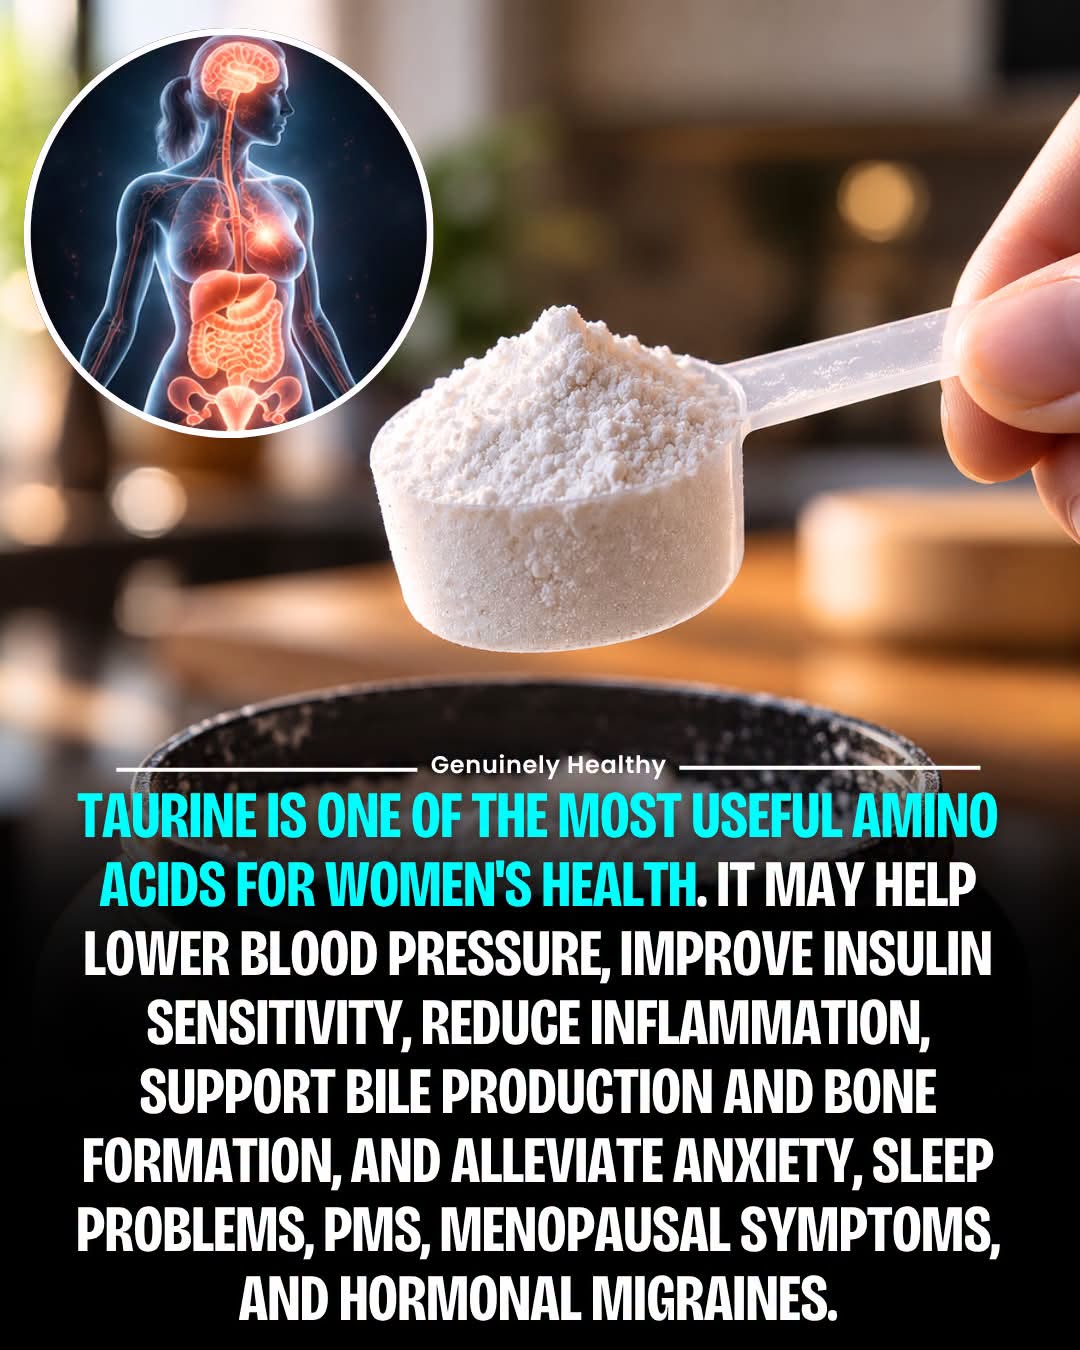 Genuinely Healthy
TAURINE IS ONE OF THE MOST USEFUL AMINO
ACIDS FOR WOMEN'S HEALTH. IT MAY HELP
LOWER BLOOD PRESSURE, IMPROVE INSULIN
SENSITIVITY, REDUCE INFLAMMATION,
SUPPORT BILE PRODUCTION AND BONE
FORMATION, AND ALLEVIATE ANXIETY, SLEEP
PROBLEMS, PMS, MENOPAUSAL SYMPTOMS,
AND HORMONAL MIGRAINES.